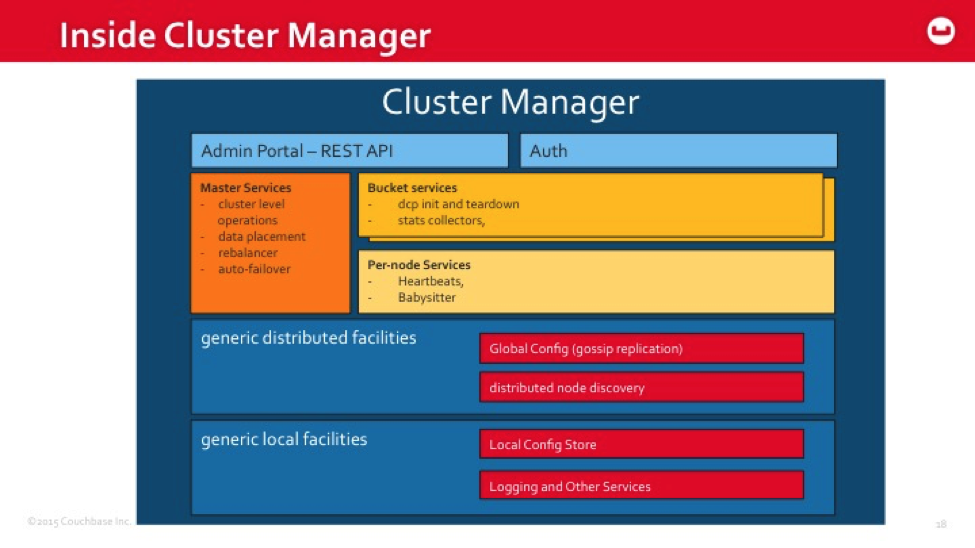 Inside Cluster Manager
Cluster Manager
Admin Portal – REST API
Auth
Master Services
- cluster level
operations
- data placement
- rebalancer
- auto-failover
Bucket services
- dcp init and teardown
- stats collectors,
Per-node Services
- Heartbeats,
- Babysitter
generic distributed facilities
Global Config (gossip replication)
distributed node discovery
generic local facilities
Local Config Store
Logging and Other Services
©2015 Couchbase Inc.
18